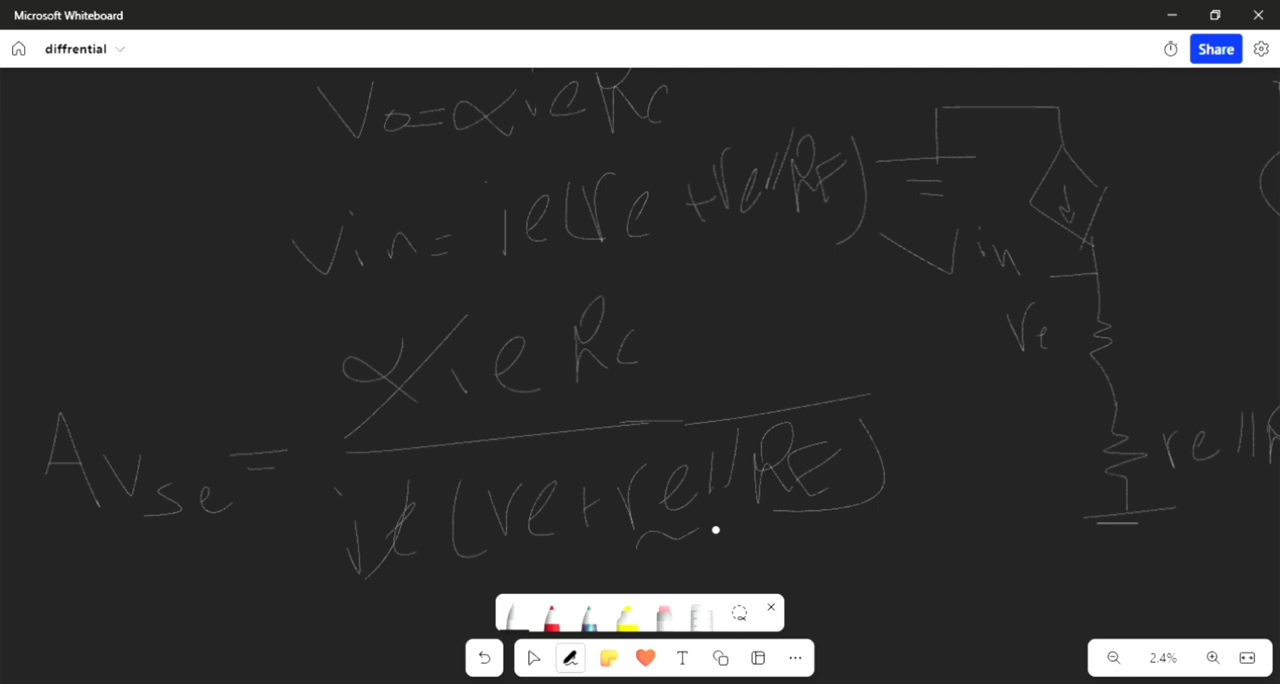 Microsoft Whiteboard
diffrential
Share
Vo=αieRc
Vin=ie(re+re//RE)
Vin
re
αieRc
Avse=
ie(re+re//RE)
re//R
2.4%